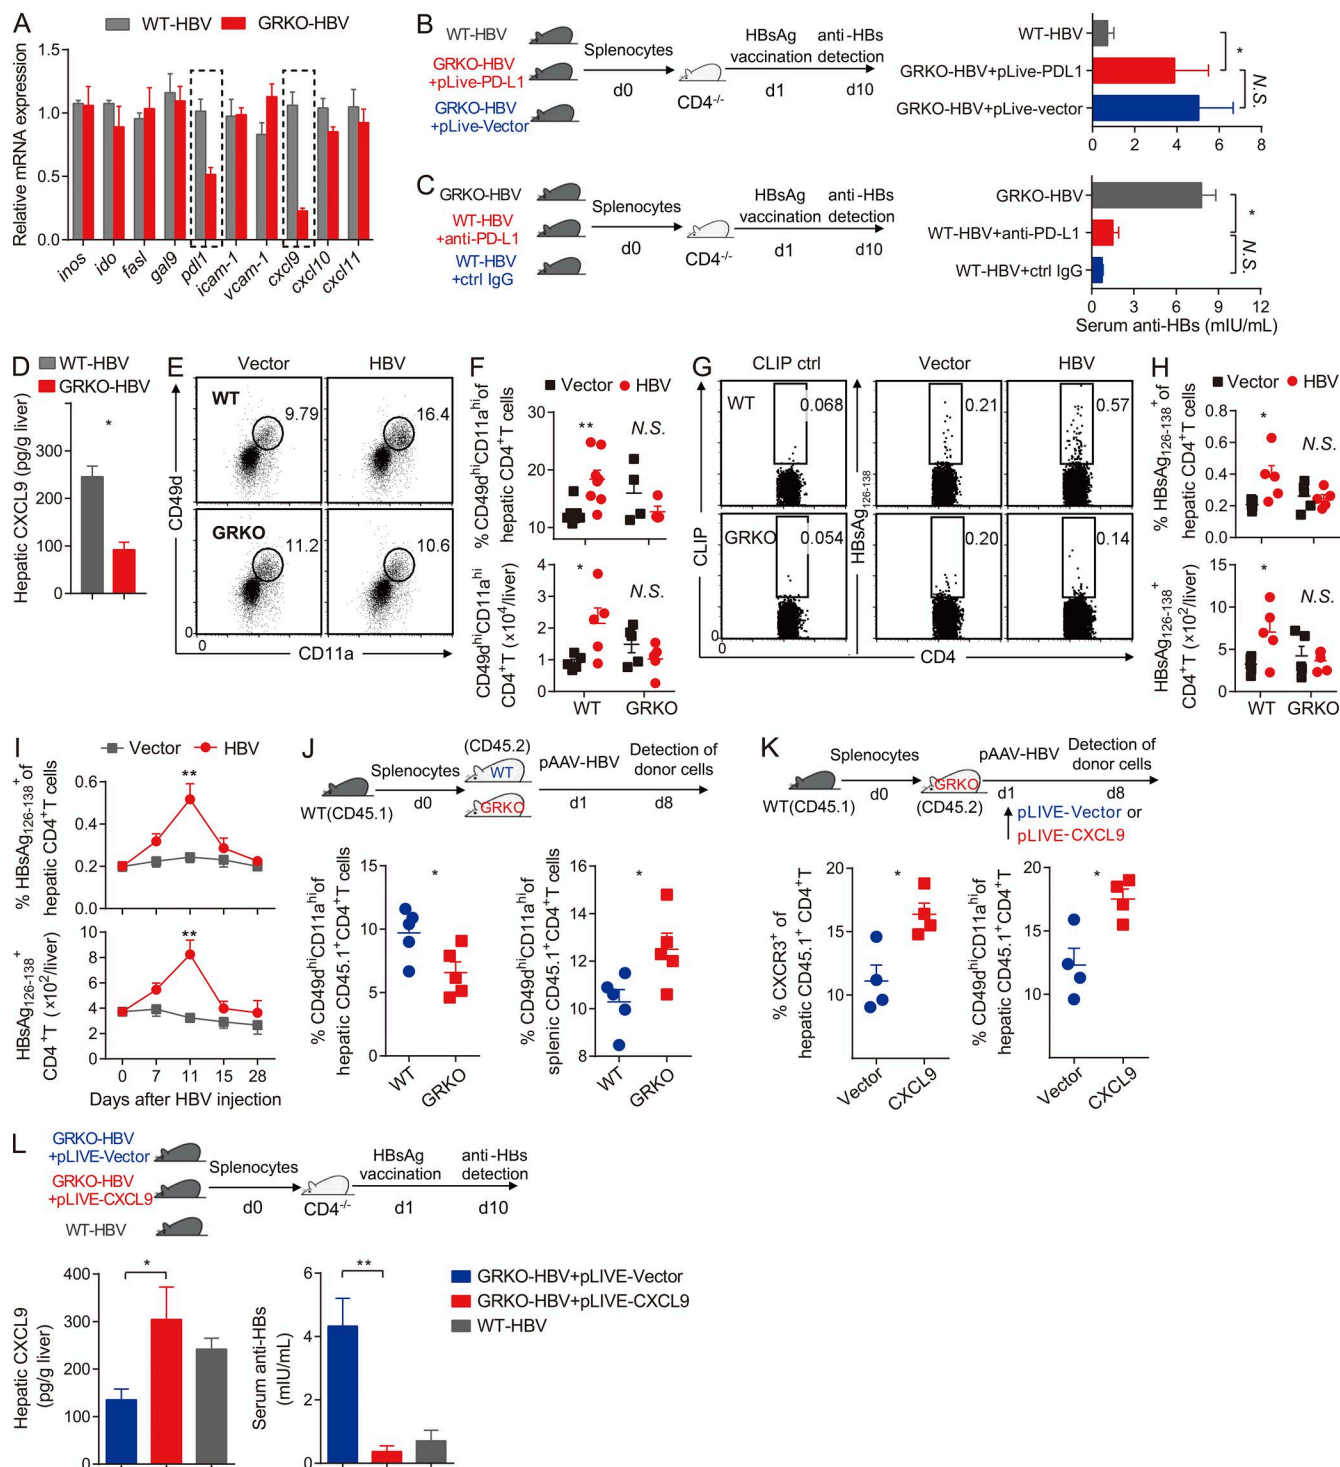 A
WT-HBV
GRKO-HBV
Relative mRNA expression
1.5
1.0
0.5
0.0
inos
ido
fasl
gal9
pdl1
icam-1
vcam-1
cxcl9
cxcl10
cxcl11
B
WT-HBV
GRKO-HBV
+pLive-PD-L1
GRKO-HBV
+pLive-Vector
Splenocytes
d0
CD4-/-
HBsAg
vaccination
d1
anti-HBs
detection
d10
WT-HBV
GRKO-HBV+pLive-PDL1
GRKO-HBV+pLive-vector
*
N.S.
0 2 4 6 8
C
GRKO-HBV
WT-HBV
+anti-PD-L1
WT-HBV
+ctrl IgG
Splenocytes
d0
CD4-/-
HBsAg
vaccination
d1
anti-HBs
detection
d10
GRKO-HBV
WT-HBV+anti-PD-L1
WT-HBV+ctrl IgG
*
N.S.
0 3 6 9 12
Serum anti-HBs (mIU/mL)
D
WT-HBV
GRKO-HBV
Hepatic CXCL9 (pg/g liver)
*
300
200
100
0
E
Vector HBV
WT
9.79 16.4
GRKO
11.2 10.6
CD49d
0
0
CD11a
F
Vector HBV
% CD49dhiCD11ahi of
hepatic CD4+T cells
30
20
10
** N.S.
CD49dhiCD11ahi
CD4+T (x10⁴/liver)
4
3
2
1
0
* N.S.
WT GRKO
G
CLIP ctrl Vector HBV
WT
0.068 0.21 0.57
GRKO
0.054 0.20 0.14
CLIP
HBsAg126-138
0
0
CD4
H
Vector HBV
% HBsAg126-138+ of
hepatic CD4+T cells
0.8
0.6
0.4
0.2
0.0
* N.S.
HBsAg126-138+
CD4+T (x10²/liver)
15
10
5
0
* N.S.
WT GRKO
I
Vector HBV
% HBsAg126-138+ of
hepatic CD4+T cells
0.6
0.4
0.2
0.0
**
HBsAg126-138+
CD4+T (x10²/liver)
10
8
6
4
2
0
**
0 7 11 15 28
Days after HBV injection
J
WT(CD45.1)
Splenocytes
d0
(CD45.2)
WT
GRKO
pAAV-HBV
d1
Detection of
donor cells
d8
% CD49dhiCD11ahiof
hepatic CD45.1+CD4+T cells
15
10
5
0
*
WT
GRKO
% CD49dhiCD11ahiof
splenic CD45.1+CD4+T cells
16
14
12
10
8
*
WT
GRKO
K
WT(CD45.1)
Splenocytes
d0
GRKO
(CD45.2)
pAAV-HBV
d1
Detection of
donor cells
d8
pLIVE-Vector or
pLIVE-CXCL9
% CXCR3+ of
hepatic CD45.1+ CD4+T
20
15
10
*
Vector
CXCL9
% CD49dhiCD11ahi of
hepatic CD45.1+CD4+T
20
15
10
*
Vector
CXCL9
L
GRKO-HBV
+pLIVE-Vector
GRKO-HBV
+pLIVE-CXCL9
WT-HBV
Splenocytes
d0
CD4-/-
HBsAg
vaccination
d1
anti-HBs
detection
d10
Hepatic CXCL9
(pg/g liver)
400
300
200
100
0
*
Serum anti-HBs
(mIU/mL)
6
4
2
0
**
GRKO-HBV+pLIVE-Vector
GRKO-HBV+pLIVE-CXCL9
WT-HBV